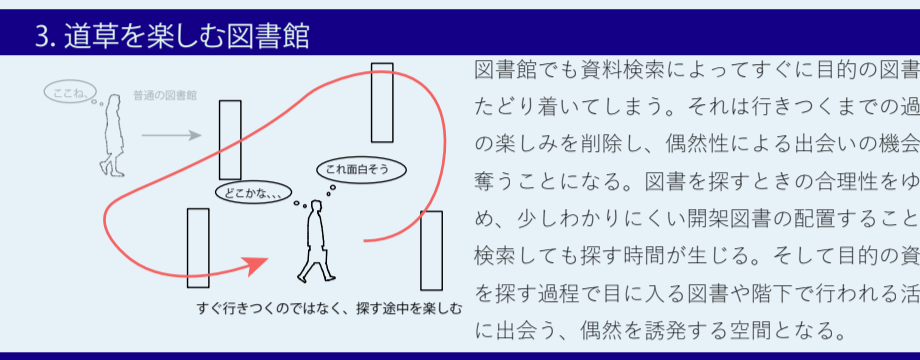 3. 道草を楽しむ図書館
ここね、
普通の図書館
これ面白そう
どこかな、、、
すぐ行きつくのではなく、探す途中を楽しむ
図書館でも資料検索によってすぐに目的の図書
たどり着いてしまう。それは行きつくまでの過
の楽しみを削除し、偶然性による出会いの機会
奪うことになる。図書を探すときの合理性をゆ
め、少しわかりにくい開架図書の配置すること
検索しても探す時間が生じる。そして目的の資
を探す過程で目に入る図書や階下で行われる活
に出会う、偶然を誘発する空間となる。